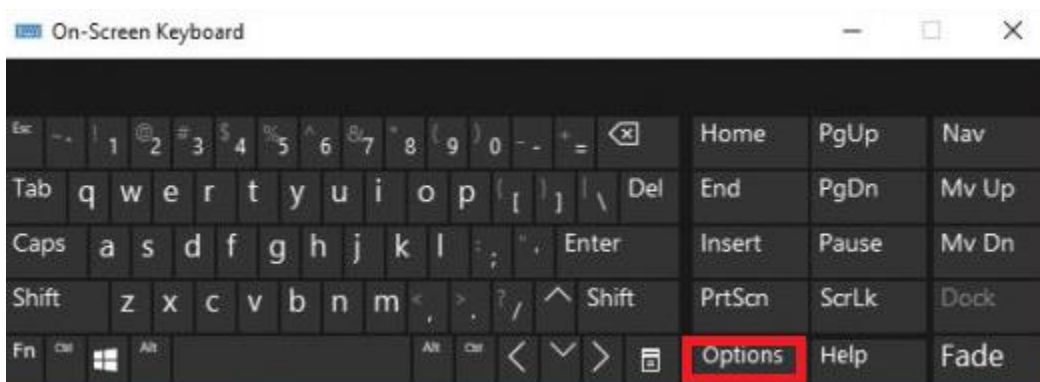 On-Screen Keyboard
Esc ~ ` ! 1 @ 2 # 3 $ 4 % 5 ^ 6 & 7 * 8 ( 9 ) 0 _ - + = Home PgUp Nav
Tab q w e r t y u i o p { [ } ] | \ Del End PgDn Mv Up
Caps a s d f g h j k l : ; " ' Enter Insert Pause Mv Dn
Shift z x c v b n m < , > . ? / Shift PrtScn ScrLk Dock
Fn Ctrl Alt Alt Ctrl Options Help Fade